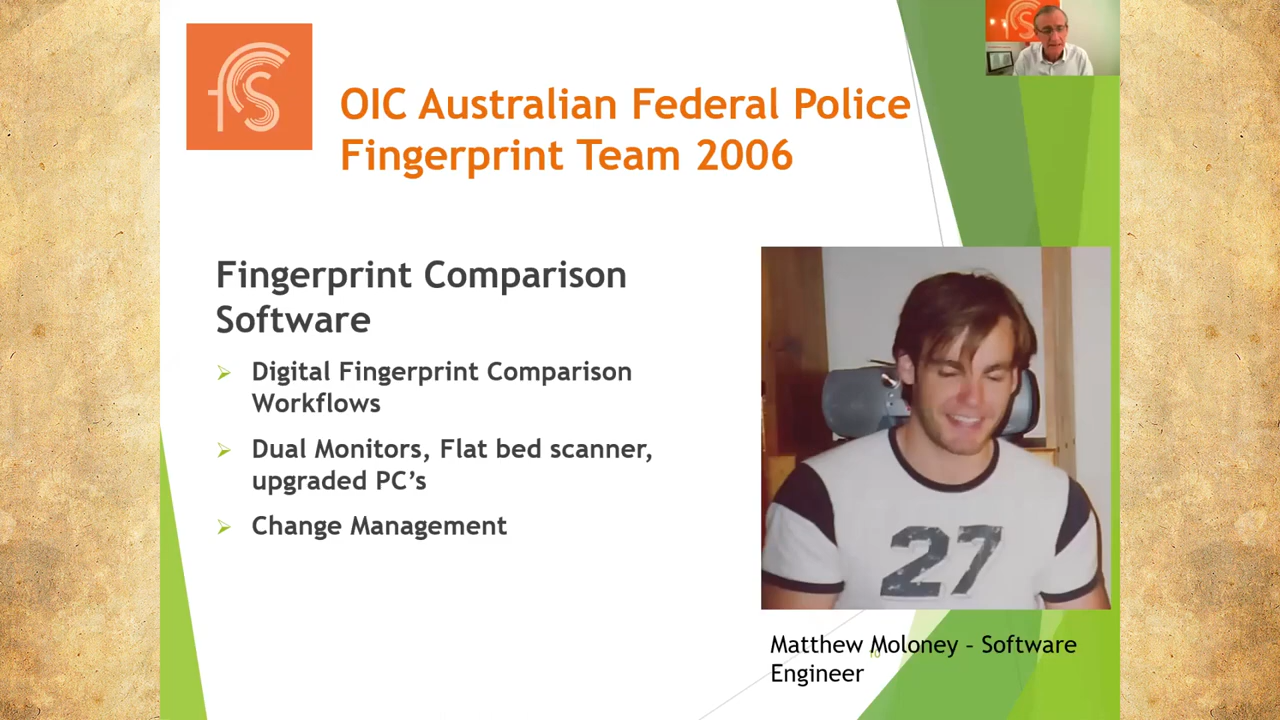 fS
OIC Australian Federal Police
Fingerprint Team 2006
Fingerprint Comparison
Software
Digital Fingerprint Comparison
Workflows
Dual Monitors, Flat bed scanner,
upgraded PC’s
Change Management
27
Matthew Moloney – Software
Engineer